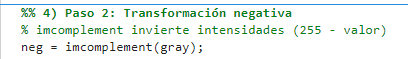 %% 4) Paso 2: Transformación negativa
% imcomplement invierte intensidades (255 - valor)
neg = imcomplement(gray);